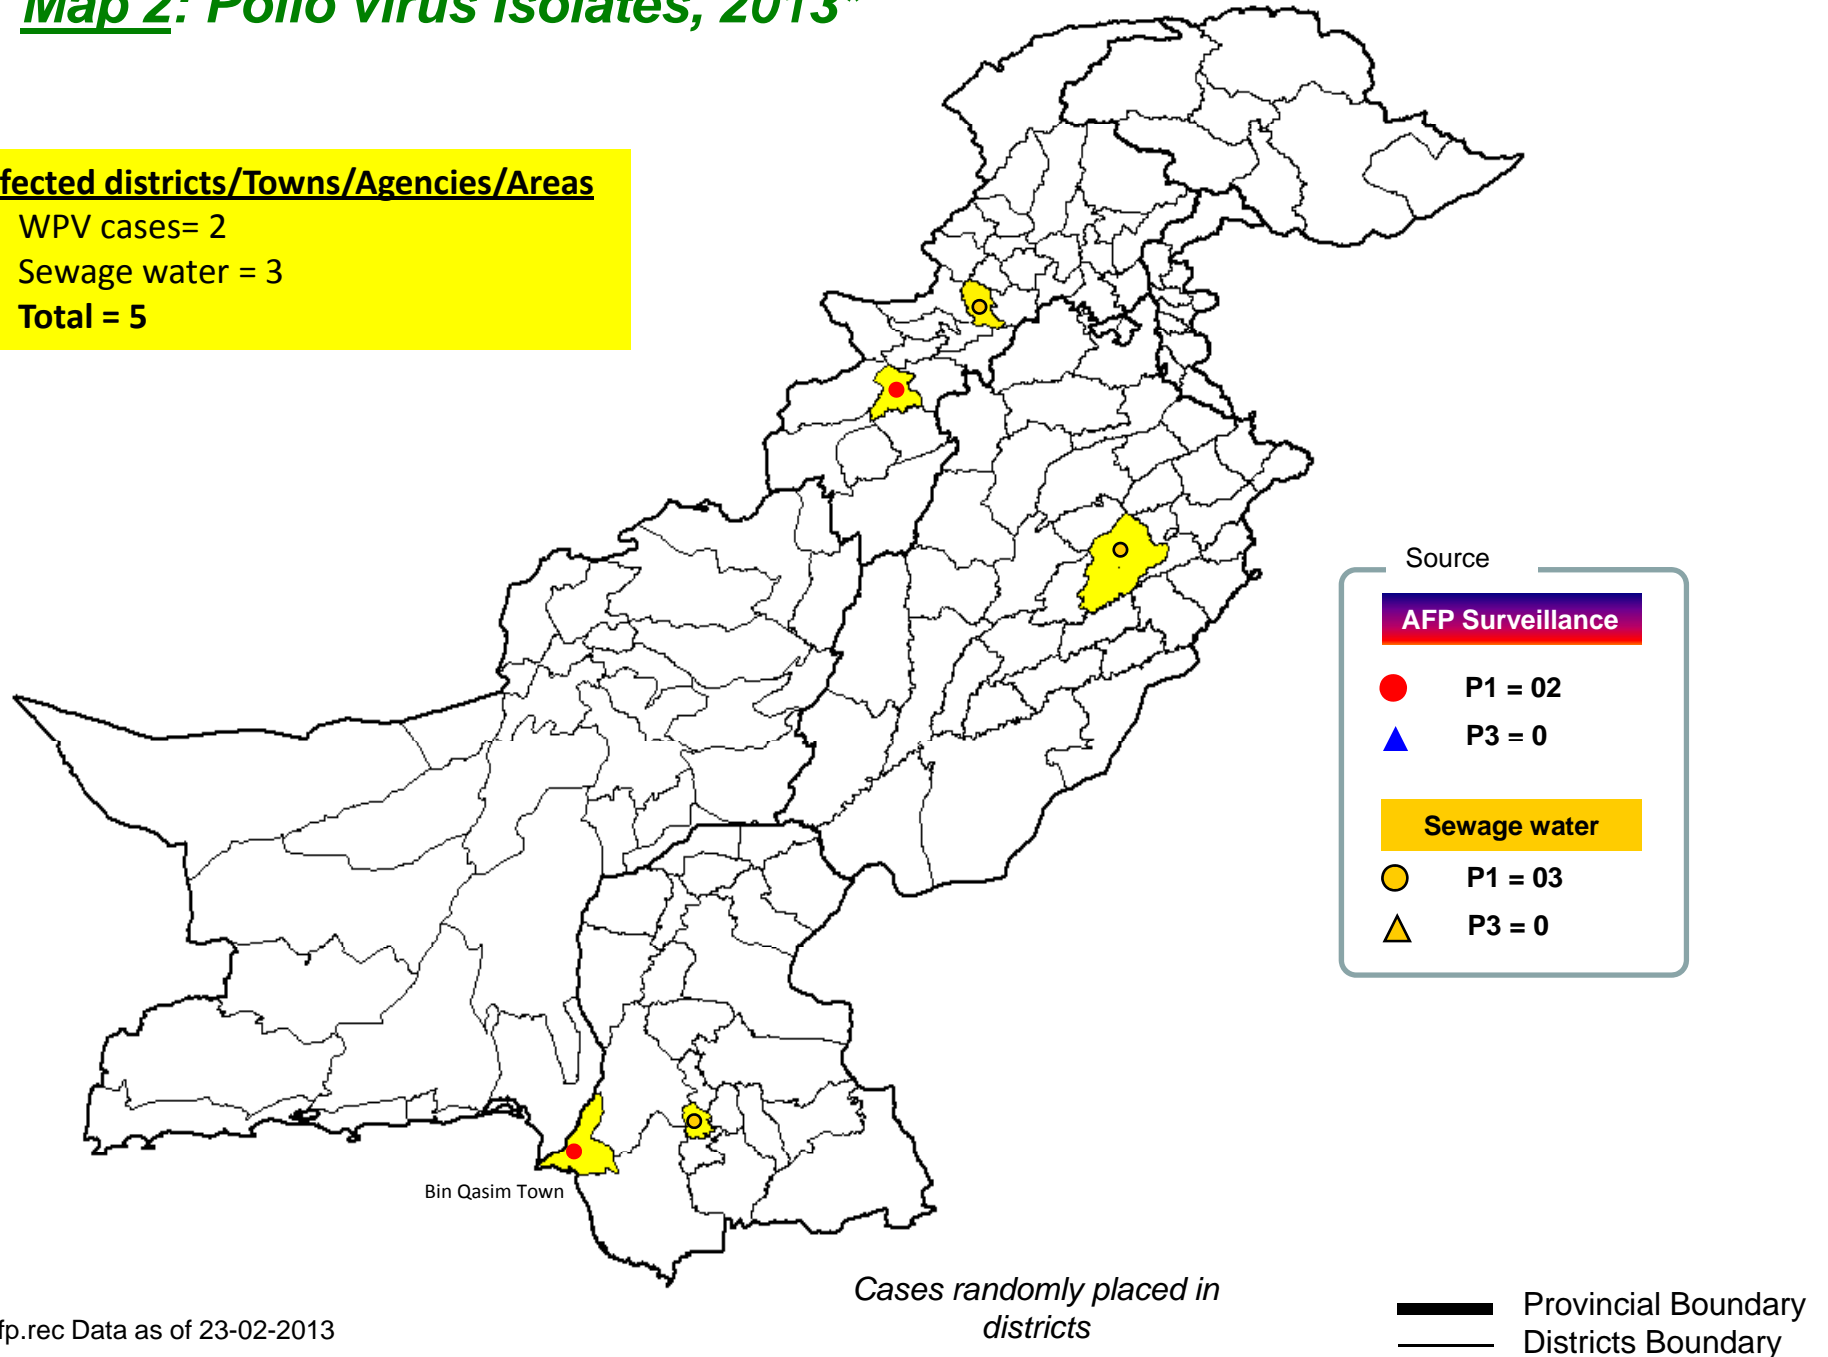 Map 2: Polio virus isolates, 2013*
fected districts/Towns/Agencies/Areas
WPV cases= 2
Sewage water = 3
Total = 5
Source
AFP Surveillance
P1 = 02
P3 = 0
Sewage water
P1 = 03
P3 = 0
Bin Qasim Town
Cases randomly placed in
districts
fp.rec Data as of 23-02-2013
Provincial Boundary
Districts Boundary